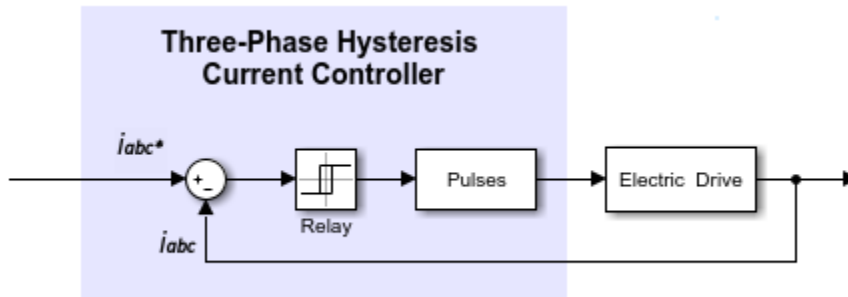 Three-Phase Hysteresis
Current Controller
iabc*
+
-
Relay
Pulses
Electric Drive
iabc